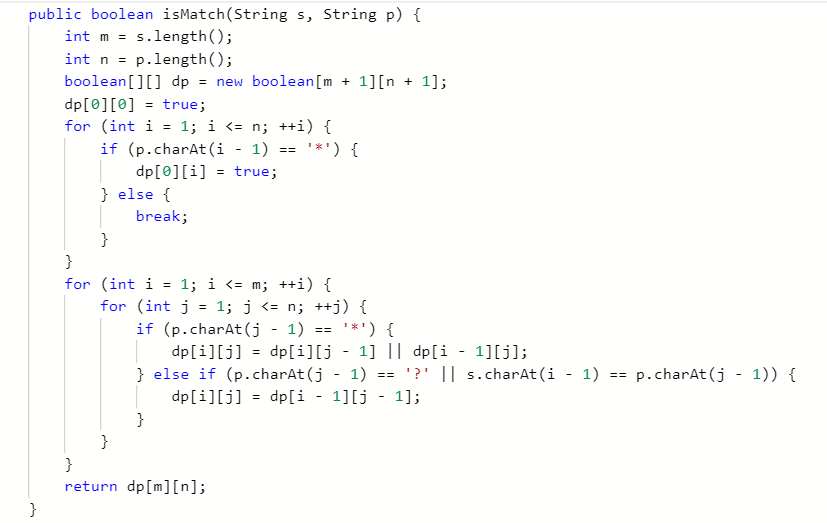 public boolean isMatch(String s, String p) {
    int m = s.length();
    int n = p.length();
    boolean[][] dp = new boolean[m + 1][n + 1];
    dp[0][0] = true;
    for (int i = 1; i <= n; ++i) {
        if (p.charAt(i - 1) == '*') {
            dp[0][i] = true;
        } else {
            break;
        }
    }
    for (int i = 1; i <= m; ++i) {
        for (int j = 1; j <= n; ++j) {
            if (p.charAt(j - 1) == '*') {
                dp[i][j] = dp[i][j - 1] || dp[i - 1][j];
            } else if (p.charAt(j - 1) == '?' || s.charAt(i - 1) == p.charAt(j - 1)) {
                dp[i][j] = dp[i - 1][j - 1];
            }
        }
    }
    return dp[m][n];
}